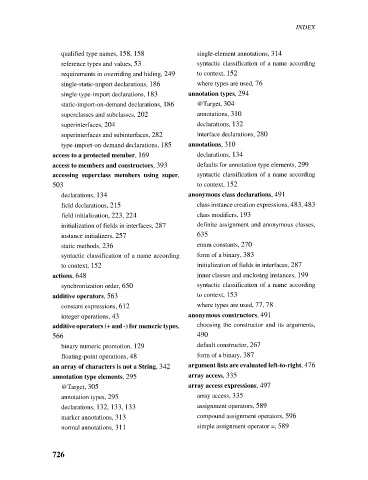 INDEX
qualified type names, 158, 158
reference types and values, 53
requirements in overriding and hiding, 249
single-static-import declarations, 186
single-type-import declarations, 183
static-import-on-demand declarations, 186
superclasses and subclasses, 202
superinterfaces, 204
superinterfaces and subinterfaces, 282
type-import-on-demand declarations, 185
access to a protected member, 169
access to members and constructors, 393
accessing superclass members using super,
503
declarations, 134
field declarations, 215
field initialization, 223, 224
initialization of fields in interfaces, 287
instance initializers, 257
static methods, 236
syntactic classification of a name according
to context, 152
actions, 648
synchronization order, 650
additive operators, 563
constant expressions, 612
integer operations, 43
additive operators (+ and -) for numeric types,
566
binary numeric promotion, 129
floating-point operations, 48
an array of characters is not a String, 342
annotation type elements, 295
@Target, 305
annotation types, 295
declarations, 132, 133, 133
marker annotations, 313
normal annotations, 311
single-element annotations, 314
syntactic classification of a name according
to context, 152
where types are used, 76
annotation types, 294
@Target, 304
annotations, 310
declarations, 132
interface declarations, 280
annotations, 310
declarations, 134
defaults for annotation type elements, 299
syntactic classification of a name according
to context, 152
anonymous class declarations, 491
class instance creation expressions, 483, 483
class modifiers, 193
definite assignment and anonymous classes,
635
enum constants, 270
form of a binary, 383
initialization of fields in interfaces, 287
inner classes and enclosing instances, 199
syntactic classification of a name according
to context, 153
where types are used, 77, 78
anonymous constructors, 491
choosing the constructor and its arguments,
490
default constructor, 267
form of a binary, 387
argument lists are evaluated left-to-right, 476
array access, 335
array access expressions, 497
array access, 335
assignment operators, 589
compound assignment operators, 596
simple assignment operator =, 589
726